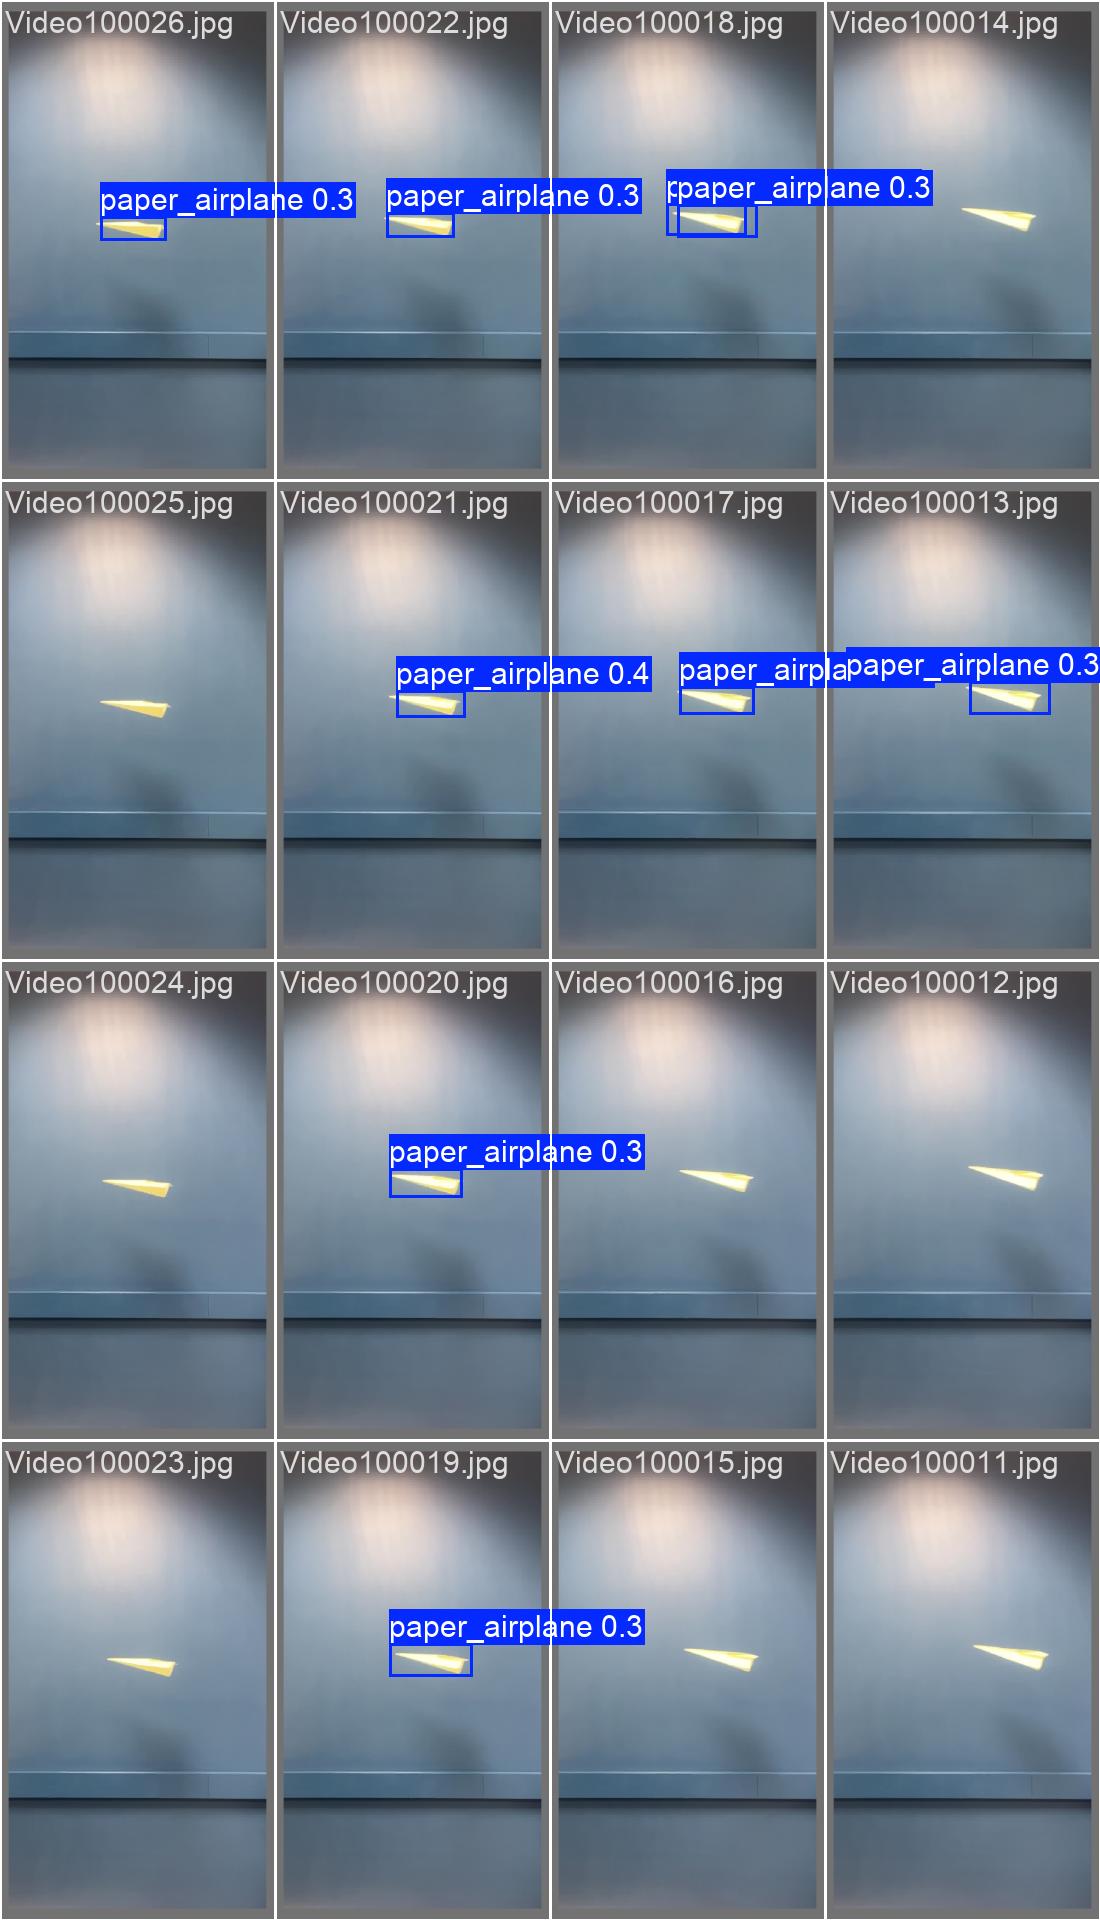 Video100026.jpg
Video100022.jpg
Video100018.jpg
Video100014.jpg
paper_airplane 0.3
paper_airplane 0.3
paper_airplane 0.3
Video100025.jpg
Video100021.jpg
Video100017.jpg
Video100013.jpg
paper_airplane 0.4
paper_airpla
paper_airplane 0.3
Video100024.jpg
Video100020.jpg
Video100016.jpg
Video100012.jpg
paper_airplane 0.3
Video100023.jpg
Video100019.jpg
Video100015.jpg
Video100011.jpg
paper_airplane 0.3